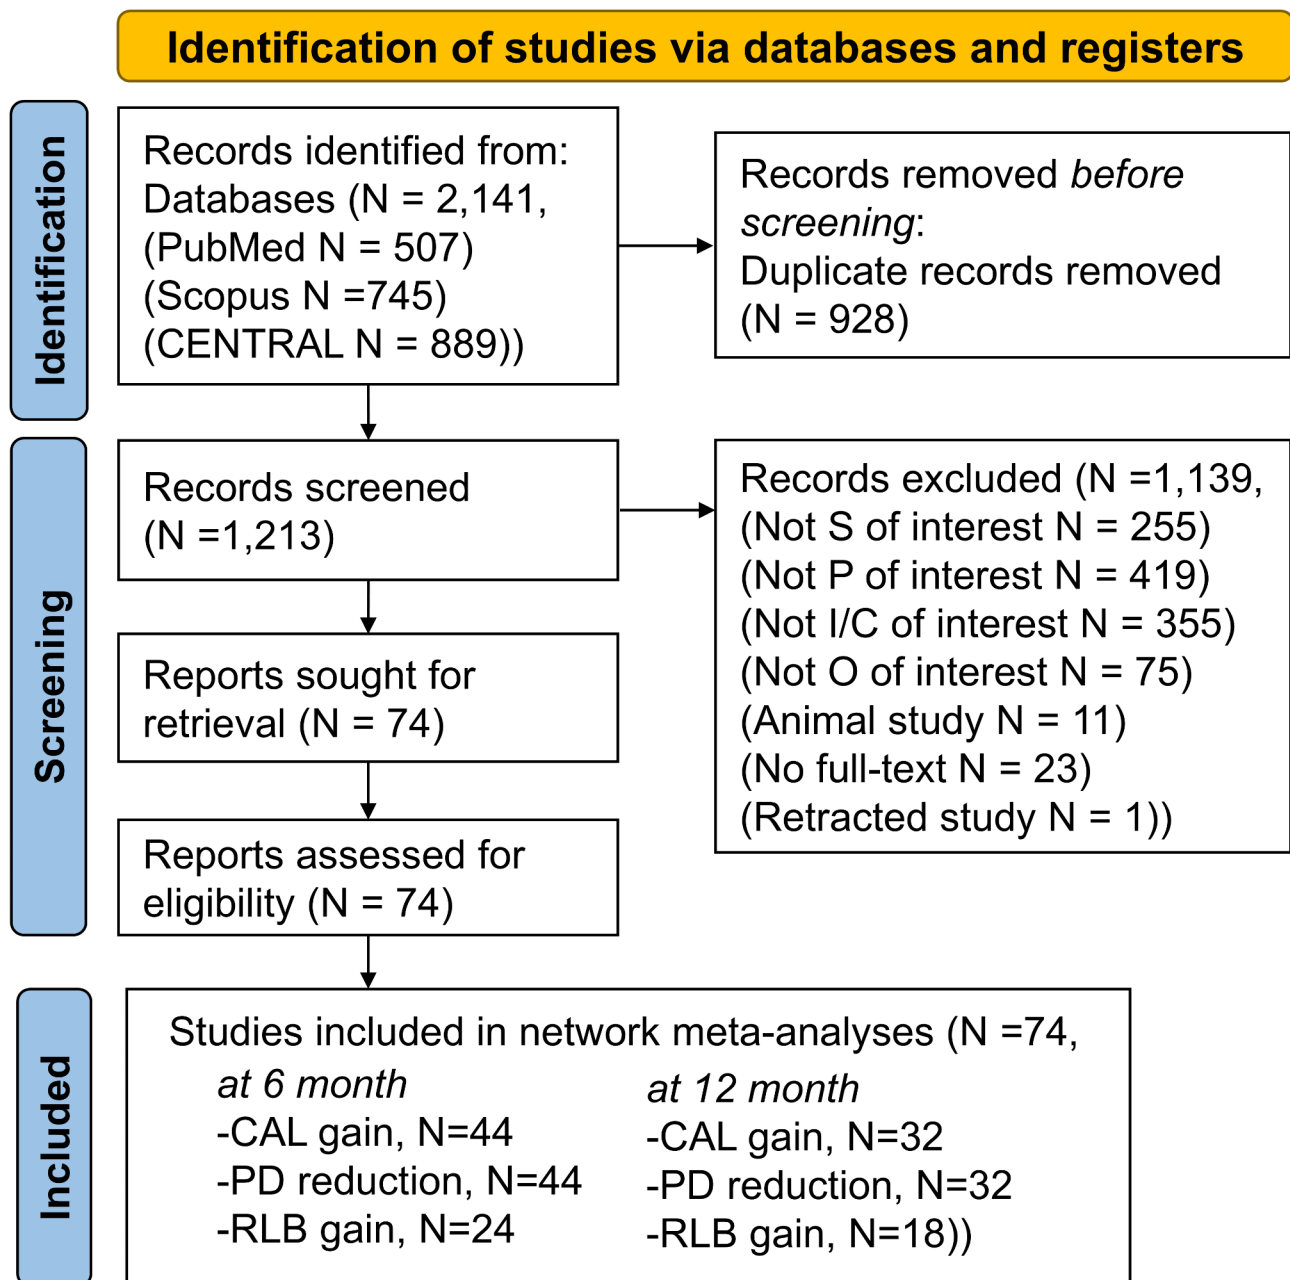 Identification of studies via databases and registers
Identification
Records identified from:
Databases (N = 2,141,
(PubMed N = 507)
(Scopus N =745)
(CENTRAL N = 889))
Records removed before
screening:
Duplicate records removed
(N = 928)
Screening
Records screened
(N =1,213)
Records excluded (N =1,139,
(Not S of interest N = 255)
(Not P of interest N = 419)
(Not I/C of interest N = 355)
(Not O of interest N = 75)
(Animal study N = 11)
(No full-text N = 23)
(Retracted study N = 1))
Reports sought for
retrieval (N = 74)
Reports assessed for
eligibility (N = 74)
Included
Studies included in network meta-analyses (N =74,
at 6 month
-CAL gain, N=44
-PD reduction, N=44
-RLB gain, N=24
at 12 month
-CAL gain, N=32
-PD reduction, N=32
-RLB gain, N=18))